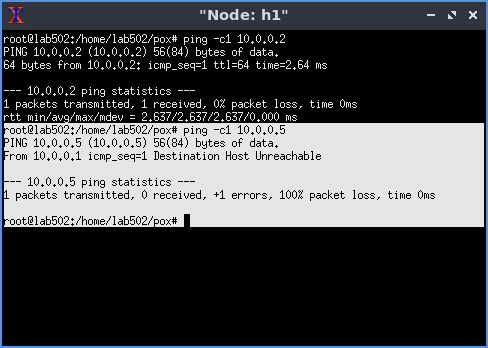 "Node: h1"
root@lab502:/home/lab502/pox# ping -c1 10.0.0.2
PING 10.0.0.2 (10.0.0.2) 56(84) bytes of data.
64 bytes from 10.0.0.2: icmp_seq=1 ttl=64 time=2.64 ms

--- 10.0.0.2 ping statistics ---
1 packets transmitted, 1 received, 0% packet loss, time 0ms
rtt min/avg/max/mdev = 2.637/2.637/2.637/0.000 ms
root@lab502:/home/lab502/pox# ping -c1 10.0.0.5
PING 10.0.0.5 (10.0.0.5) 56(84) bytes of data.
From 10.0.0.1 icmp_seq=1 Destination Host Unreachable

--- 10.0.0.5 ping statistics ---
1 packets transmitted, 0 received, +1 errors, 100% packet loss, time 0ms

root@lab502:/home/lab502/pox#